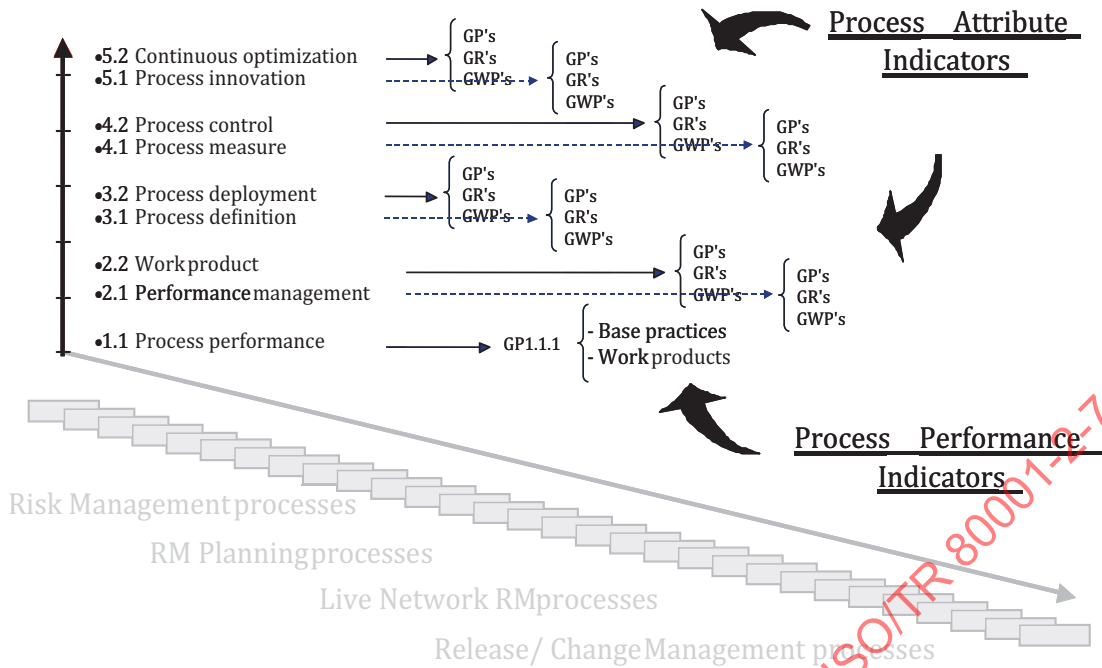 Process Attribute
Indicators
•5.2 Continuous optimization
•5.1 Process innovation
GP's
GR's
GWP's
GP's
GR's
GWP's
•4.2 Process control
•4.1 Process measure
GP's
GR's
GWP's
GP's
GR's
GWP's
•3.2 Process deployment
•3.1 Process definition
GP's
GR's
GWP's
GP's
GR's
GWP's
•2.2 Work product
•2.1 Performance management
GP's
GR's
GWP's
GP's
GR's
GWP's
•1.1 Process performance
GP1.1.1
- Base practices
- Work products
Process Performance
Indicators
Risk Management processes
RM Planning processes
Live Network RM processes
Release/ Change Management processes
ISO/TR 80001-2-7